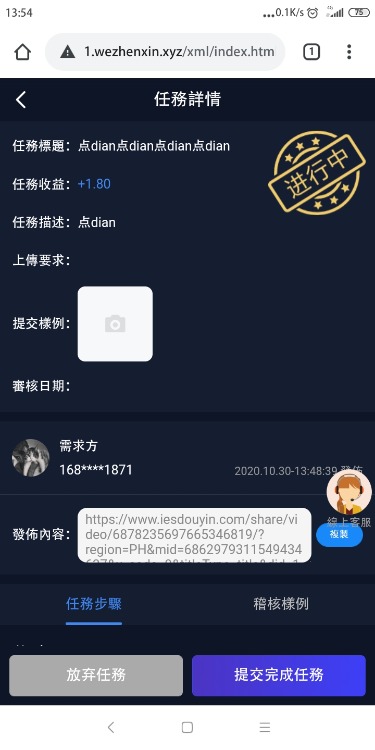 13:54
...0.1K/s
75
1.wezhenxin.xyz/xml/index.htm
1
任務詳情
任務標題：点dian点dian点dian点dian
任務收益：+1.80
进行中
任務描述：点dian
上傳要求：
提交樣例：
審核日期：
需求方
168****1871
2020.10.30-13:48:39 發佈
線上客服
發佈內容：
https://www.iesdouyin.com/share/vi
deo/6878235697665346819/?
region=PH&mid=6862979311549434
複製
任務步驟
稽核樣例
放弃任務
提交完成任務